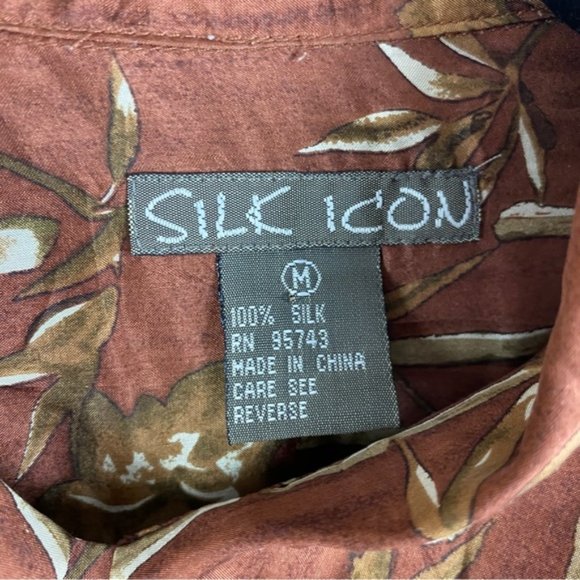 SILK ICON
M
100% SILK
RN 95743
MADE IN CHINA
CARE SEE
REVERSE